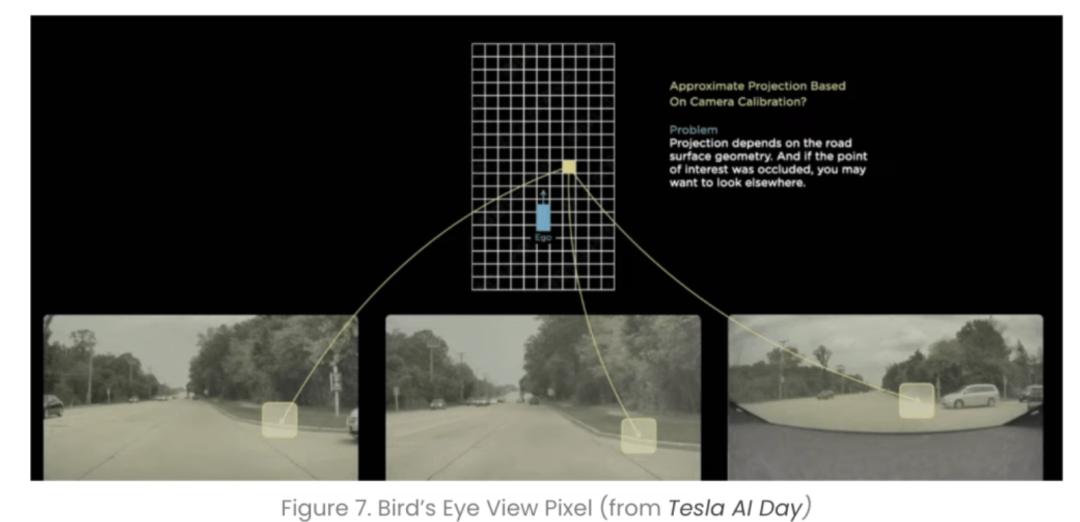 Approximate Projection Based
On Camera Calibration?
Problem
Projection depends on the road
surface geometry. And if the point
of interest was occluded, you may
want to look elsewhere.
Ego
Figure 7. Bird's Eye View Pixel (from Tesla AI Day)